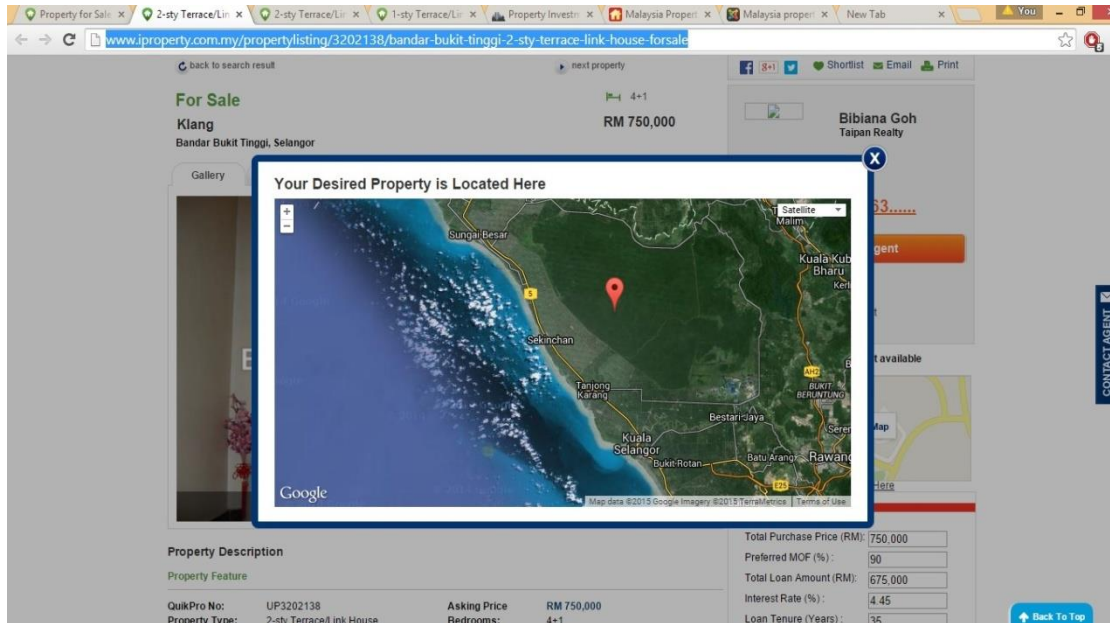 Property for Sale
2-sty Terrace/Lin
2-sty Terrace/Lin
1-sty Terrace/Lin
Property Investm
Malaysia Propert
Malaysia propert
New Tab
You
www.iproperty.com.my/propertylisting/3202138/bandar-bukit-tinggi-2-sty-terrace-link-house-forsale
back to search result
next property
Shortlist
Email
Print
For Sale
4+1
Klang
RM 750,000
Bandar Bukit Tinggi, Selangor
Bibiana Goh
Taipan Realty
Gallery
X
Your Desired Property is Located Here
63......
gent
CONTACT AGENT
t available
Map
Here
+
−
Satellite
Malim
Sungai Besar
Kuala Kub
Bharu
Kerl
5
Sekinchan
AH2
BUKIT
BERUNTUNG
Tanjong
Karang
Bestari Jaya
Seren
Kuala
Selangor
Bukit Rotan
Batu Arang
Rawang
E25
Google
Map data ©2015 Google Imagery ©2015 TerraMetrics
Terms of Use
Property Description
Property Feature
QuikPro No: UP3202138 Asking Price RM 750,000
Property Type: 2-sty Terrace/Link House Bedrooms: 4+1
Total Purchase Price (RM): 750,000
Preferred MOF (%) : 90
Total Loan Amount (RM): 675,000
Interest Rate (%) : 4.45
Loan Tenure (Years) : 35
Back To Top